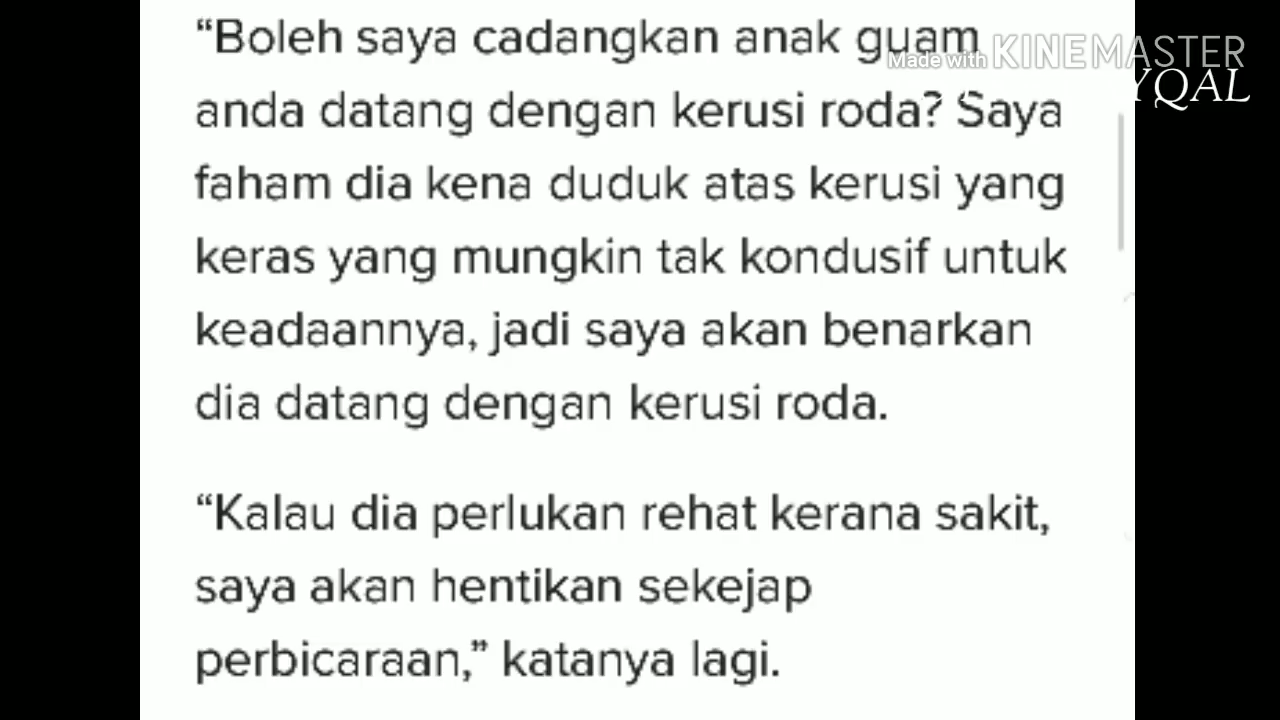 “Boleh saya cadangkan anak guam
Made with KINEMASTER
YQAL
anda datang dengan kerusi roda? Saya
faham dia kena duduk atas kerusi yang
keras yang mungkin tak kondusif untuk
keadaannya, jadi saya akan benarkan
dia datang dengan kerusi roda.
“Kalau dia perlukan rehat kerana sakit,
saya akan hentikan sekejap
perbicaraan,” katanya lagi.